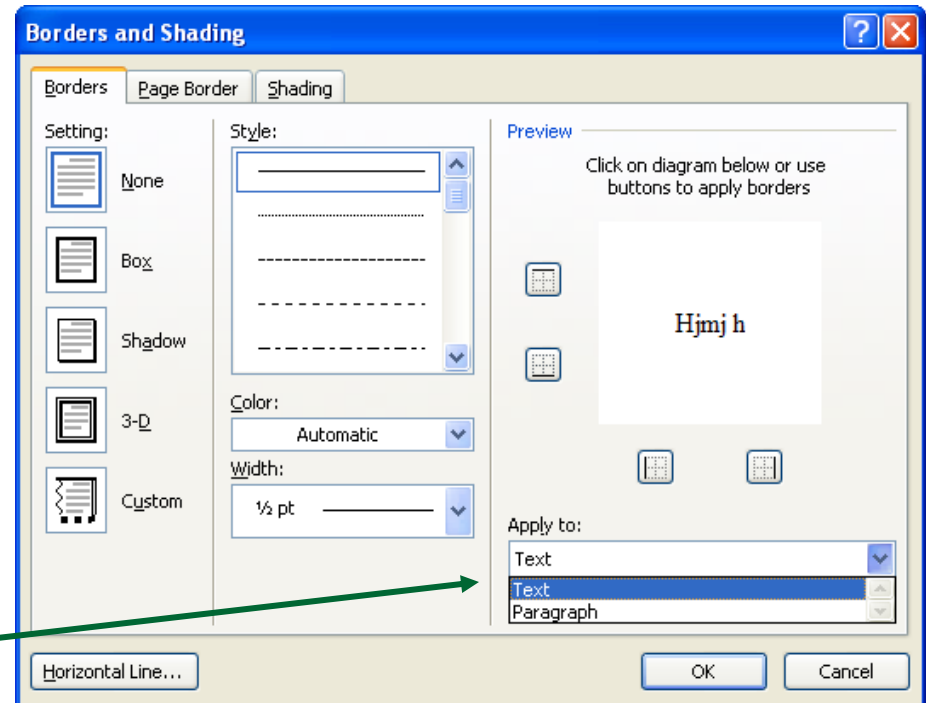 Borders and Shading
Borders
Page Border
Shading
Setting:
None
Box
Shadow
3-D
Custom
Style:
Color:
Automatic
Width:
½ pt
Preview
Click on diagram below or use
buttons to apply borders
Hjmj h
Apply to:
Text
Text
Paragraph
Horizontal Line...
OK
Cancel